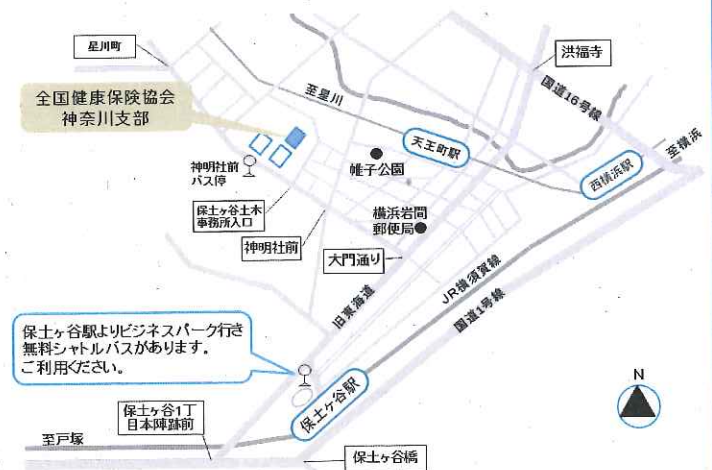 星川町
洪福寺
国道16号線
全国健康保険協会
神奈川支部
至星川
天王町駅
至横浜
西横浜駅
神明社前
バス停
帷子公園
保土ヶ谷土木
事務所入口
横浜岩間
郵便局
神明社前
大門通り
JR横須賀線
国道1号線
旧東海道
保土ヶ谷駅よりビジネスパーク行き
無料シャトルバスがあります。
ご利用ください。
N
保土ヶ谷駅
保土ヶ谷1丁
目本陣跡前
至戸塚
保土ヶ谷橋